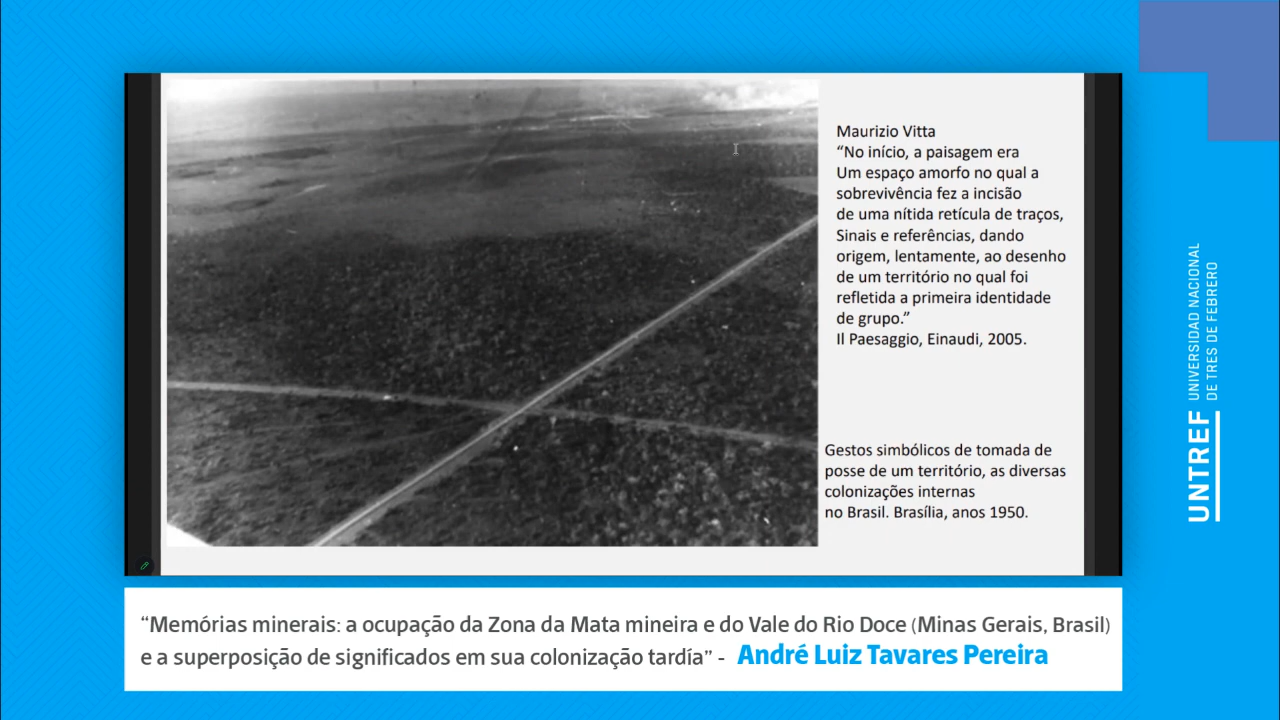 Maurizio Vitta
“No início, a paisagem era
Um espaço amorfo no qual a
sobrevivência fez a incisão
de uma nítida retícula de traços,
Sinais e referências, dando
origem, lentamente, ao desenho
de um território no qual foi
refletida a primeira identidade
de grupo.”
Il Paesaggio, Einaudi, 2005.
Gestos simbólicos de tomada de
posse de um território, as diversas
colonizações internas
no Brasil. Brasília, anos 1950.
“Memórias minerais: a ocupação da Zona da Mata mineira e do Vale do Rio Doce (Minas Gerais, Brasil)
e a superposição de significados em sua colonização tardía” - André Luiz Tavares Pereira
UNTREF
UNIVERSIDAD NACIONAL
DE TRES DE FEBRERO